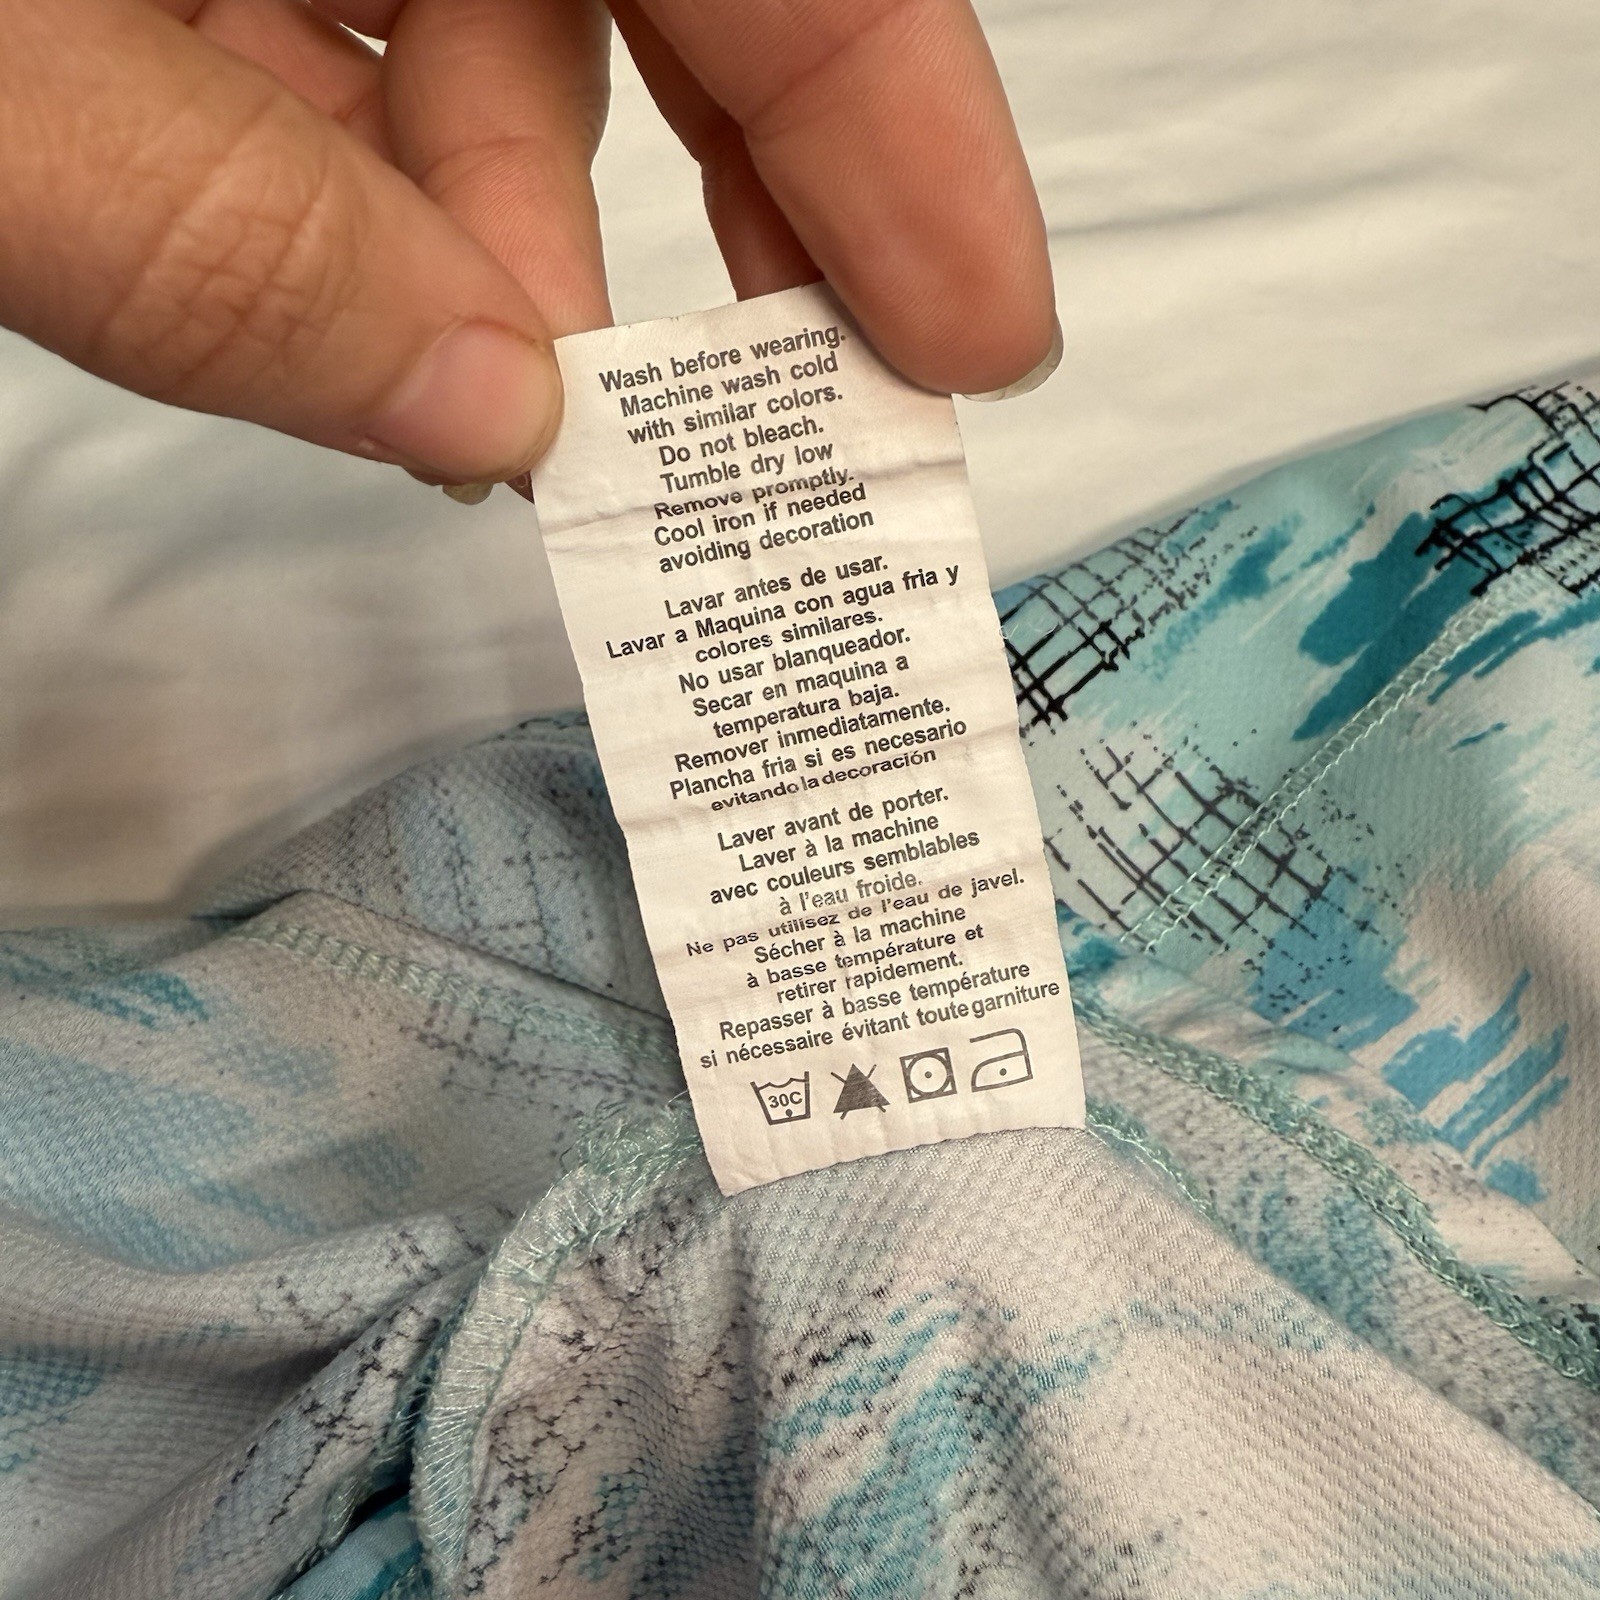 Wash before wearing.
Machine wash cold
with similar colors.
Do not bleach.
Tumble dry low
Remove promptly.
Cool iron if needed
avoiding decoration
Lavar antes de usar.
Lavar a Maquina con agua fria y
colores similares.
No usar blanqueador.
Secar en maquina a
temperatura baja.
Remover inmediatamente.
Plancha fria si es necesario
evitando la decoración
Laver avant de porter.
Laver à la machine
avec couleurs semblables
à l'eau froide.
Ne pas utilisez de l'eau de javel.
Sécher à la machine
à basse température et
retirer rapidement.
Repasser à basse température
si nécessaire évitant toute garniture
30C